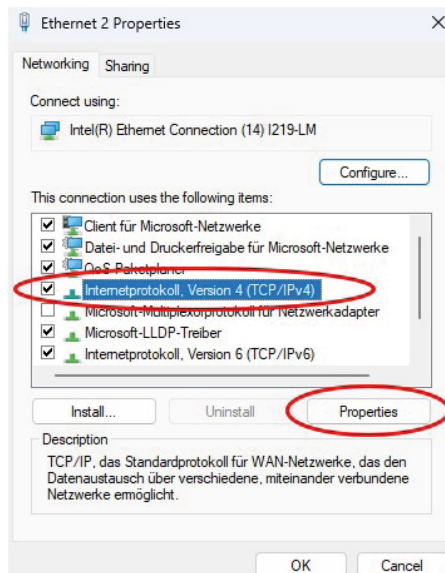 Ethernet 2 Properties
Networking
Sharing
Connect using:
Intel(R) Ethernet Connection (14) I219-LM
Configure...
This connection uses the following items:
Client für Microsoft-Netzwerke
Datei- und Druckerfreigabe für Microsoft-Netzwerke
QoS-Paketplaner
Internetprotokoll, Version 4 (TCP/IPv4)
Microsoft-Multiplexorprotokoll für Netzwerkadapter
Microsoft-LLDP-Treiber
Internetprotokoll, Version 6 (TCP/IPv6)
Install...
Uninstall
Properties
Description
TCP/IP, das Standardprotokoll für WAN-Netzwerke, das den
Datenaustausch über verschiedene, miteinander verbundene
Netzwerke ermöglicht.
OK
Cancel